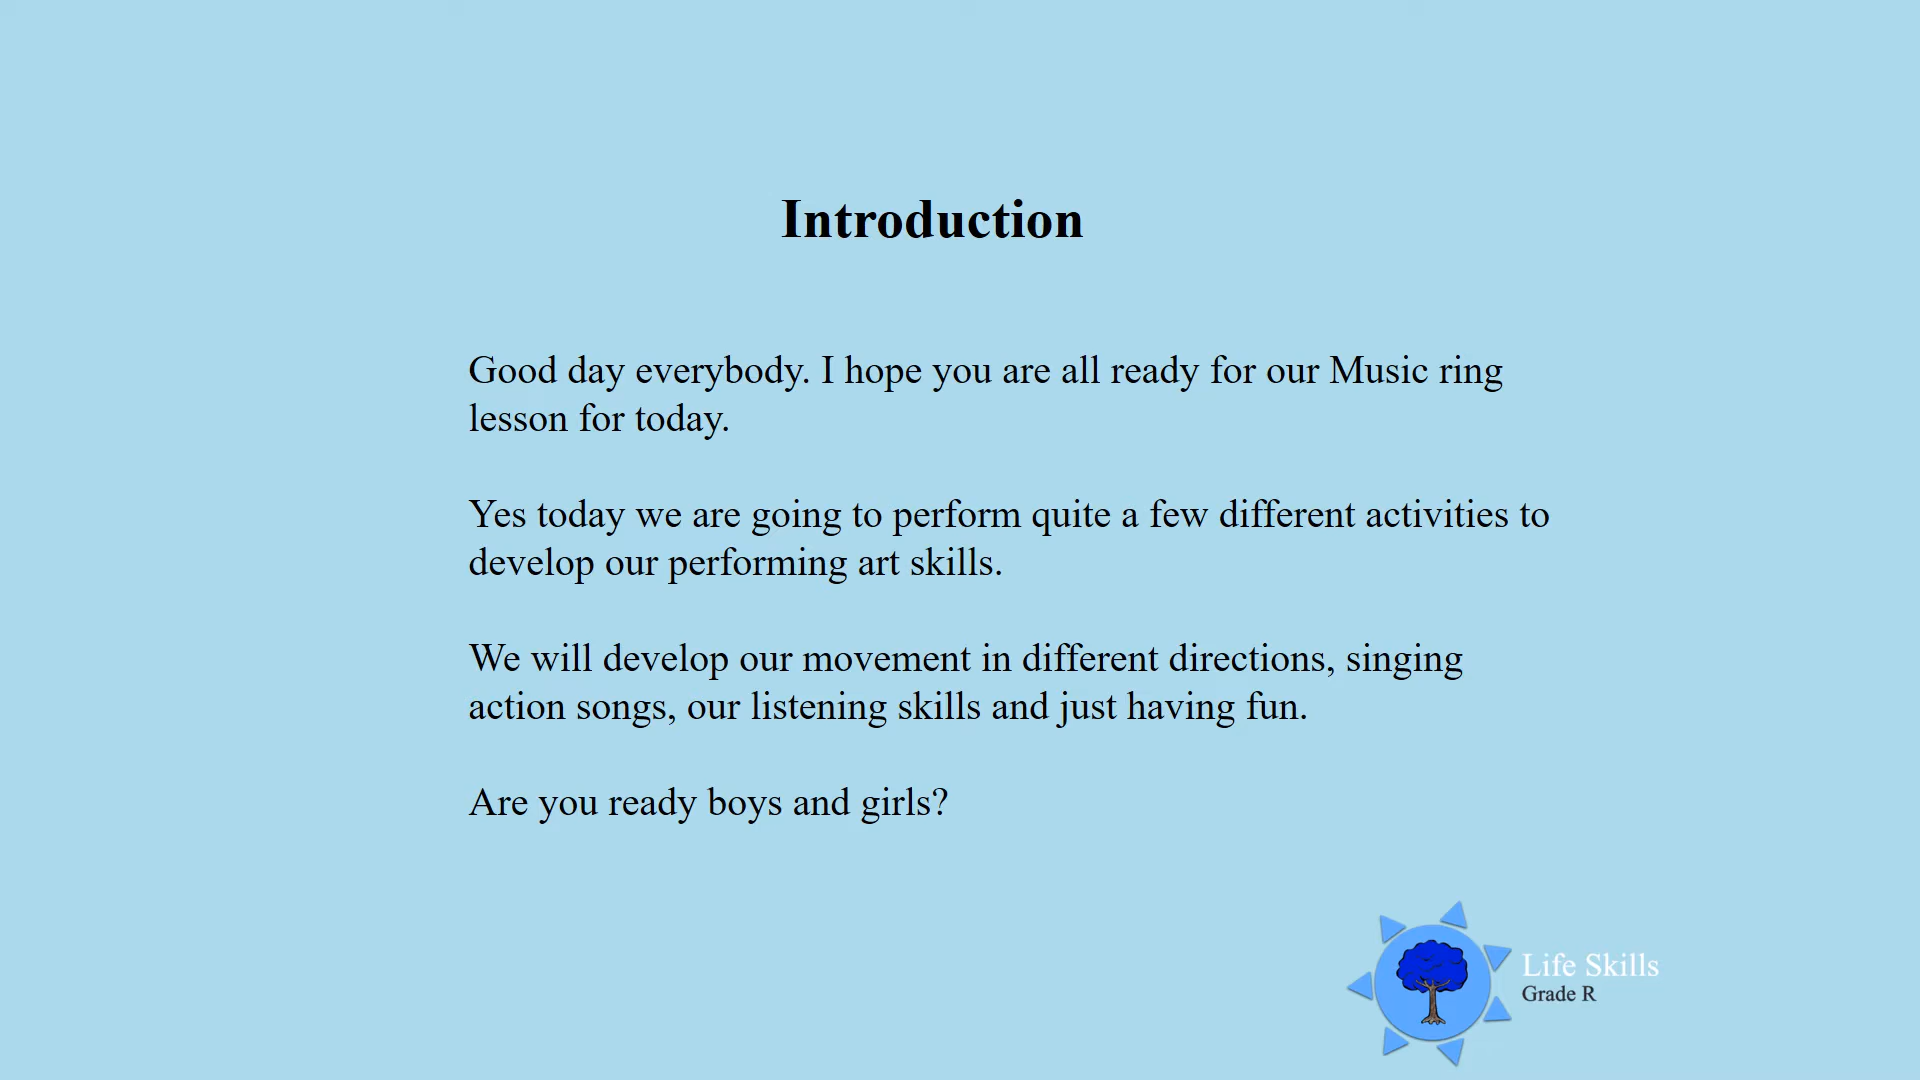 Introduction
Good day everybody. I hope you are all ready for our Music ring
lesson for today.
Yes today we are going to perform quite a few different activities to
develop our performing art skills.
We will develop our movement in different directions, singing
action songs, our listening skills and just having fun.
Are you ready boys and girls?
Life Skills
Grade R